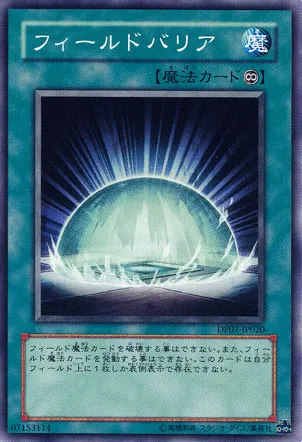 フィールドバリア
魔
【魔法カード∞】
DP07-JP020
フィールド魔法カードを破壊する事はできない。また、フィ
ールド魔法カードを発動する事はできない。このカードは自分
フィールド上に１枚しか表側表示で存在できない。
07153114
©高橋和希 スタジオ・ダイス/集英社